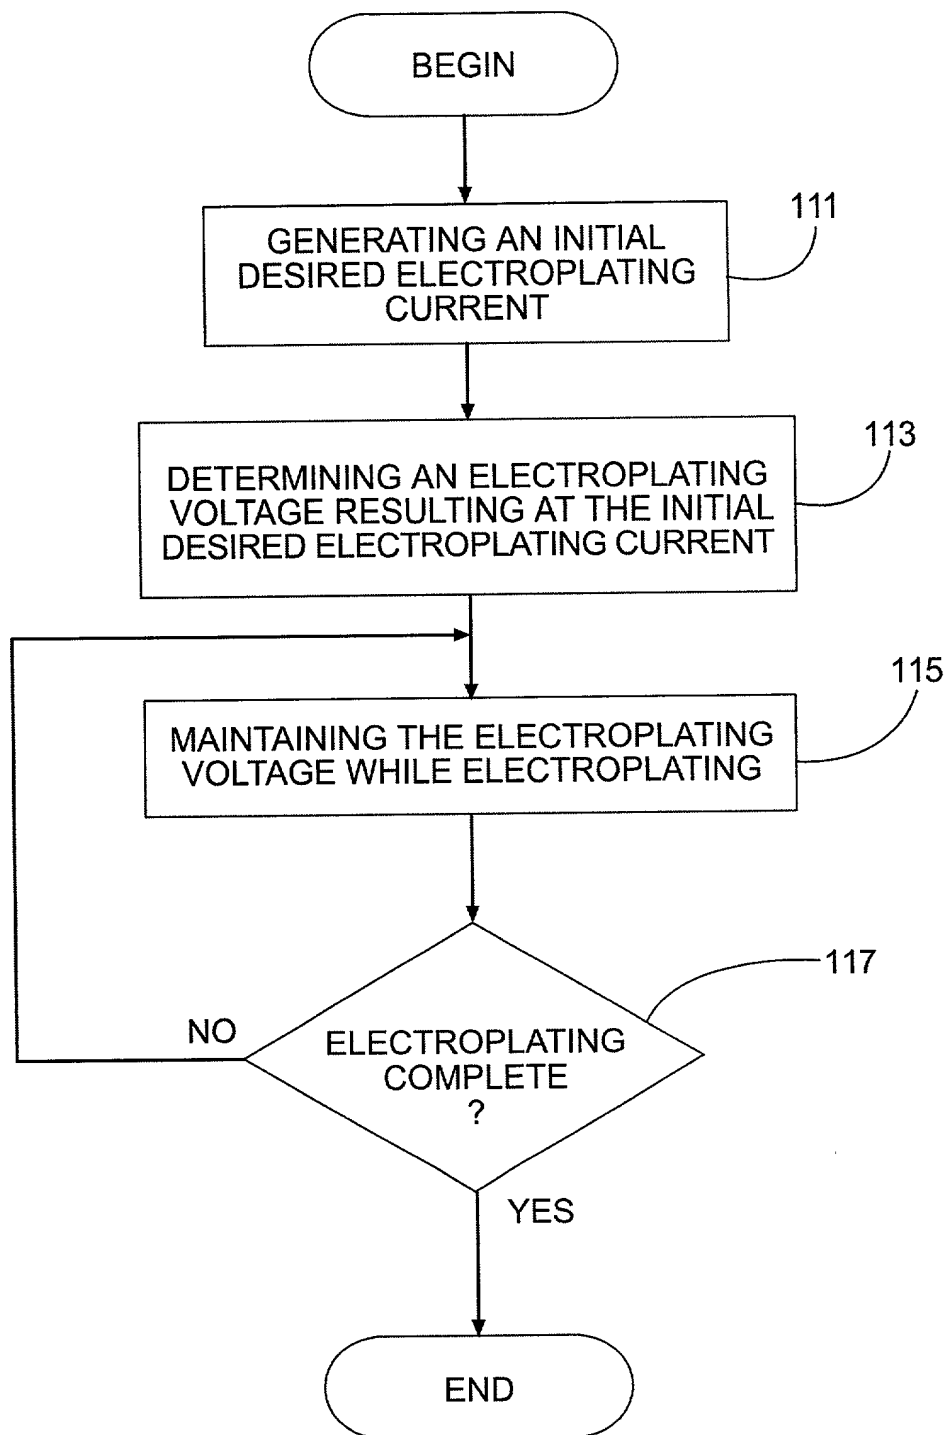 BEGIN
111
GENERATING AN INITIAL
DESIRED ELECTROPLATING
CURRENT
113
DETERMINING AN ELECTROPLATING
VOLTAGE RESULTING AT THE INITIAL
DESIRED ELECTROPLATING CURRENT
115
MAINTAINING THE ELECTROPLATING
VOLTAGE WHILE ELECTROPLATING
117
NO
ELECTROPLATING
COMPLETE
?
YES
END